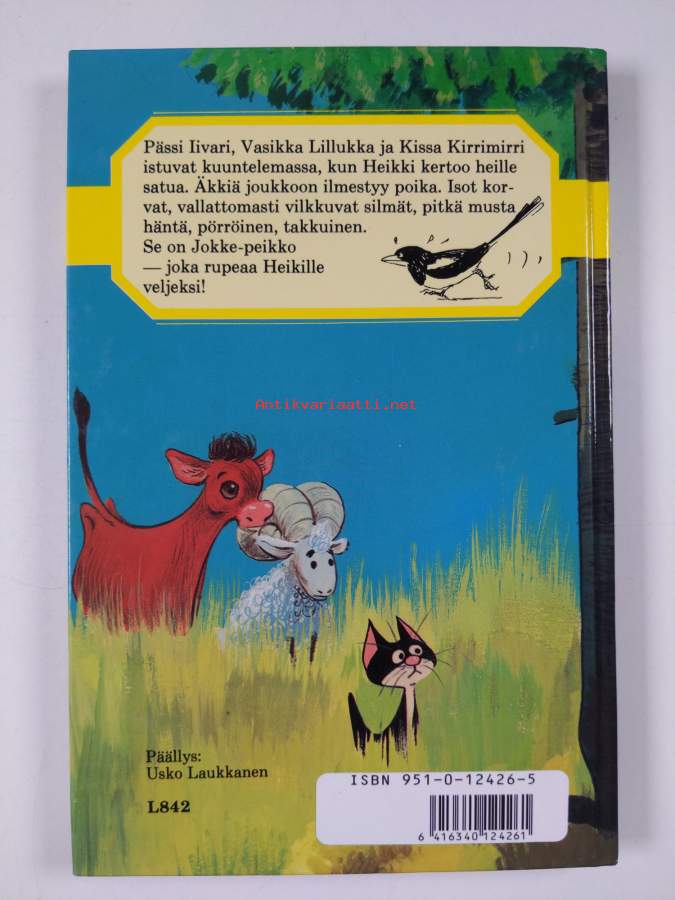 Pässi Iivari, Vasikka Lillukka ja Kissa Kirrimirri
istuvat kuuntelemassa, kun Heikki kertoo heille
satua. Äkkiä joukkoon ilmestyy poika. Isot kor-
vat, vallattomasti vilkkuvat silmät, pitkä musta
häntä, pörröinen, takkuinen.
Se on Jokke-peikko
— joka rupeaa Heikille
veljeksi!
Antikvariaatti.net
Päällys:
Usko Laukkanen
L842
ISBN 951-0-12426-5
6 416340 124261